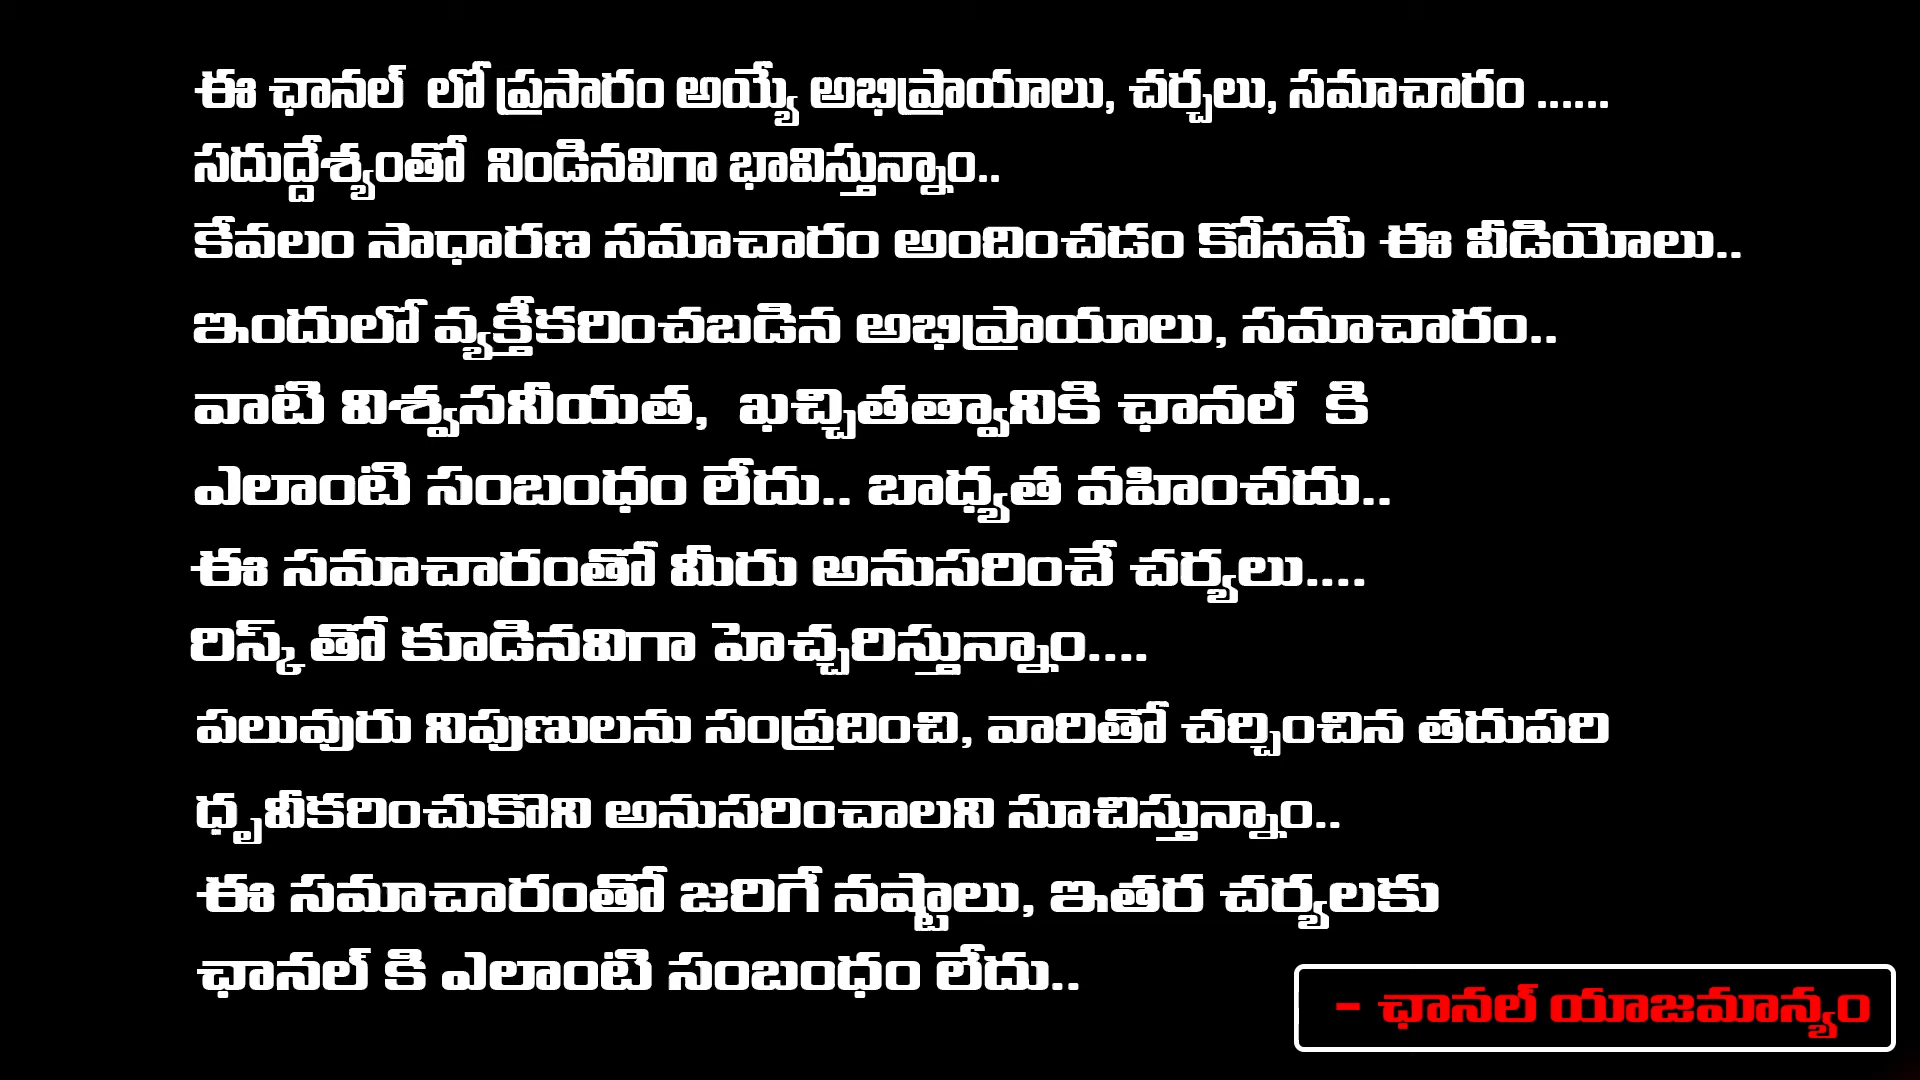 ఈ ఛానల్ లో ప్రసారం అయ్యే అభిప్రాయాలు, చర్చలు, సమాచారం ......
సదుద్దేశ్యంతో నిండినవిగా భావిస్తున్నాం..
కేవలం సాధారణ సమాచారం అందించడం కోసమే ఈ వీడియోలు..
ఇందులో వ్యక్తీకరించబడిన అభిప్రాయాలు, సమాచారం..
వాటి విశ్వసనీయత, ఖచ్చితత్వానికి ఛానల్ కి
ఎలాంటి సంబంధం లేదు.. బాధ్యత వహించదు..
ఈ సమాచారంతో మీరు అనుసరించే చర్యలు....
రిస్క్ తో కూడినవిగా హెచ్చరిస్తున్నాం....
పలువురు నిపుణులను సంప్రదించి, వారితో చర్చించిన తదుపరి
ధృవీకరించుకొని అనుసరించాలని సూచిస్తున్నాం..
ఈ సమాచారంతో జరిగే నష్టాలు, ఇతర చర్యలకు
ఛానల్ కి ఎలాంటి సంబంధం లేదు..
- ఛానల్ యాజమాన్యం